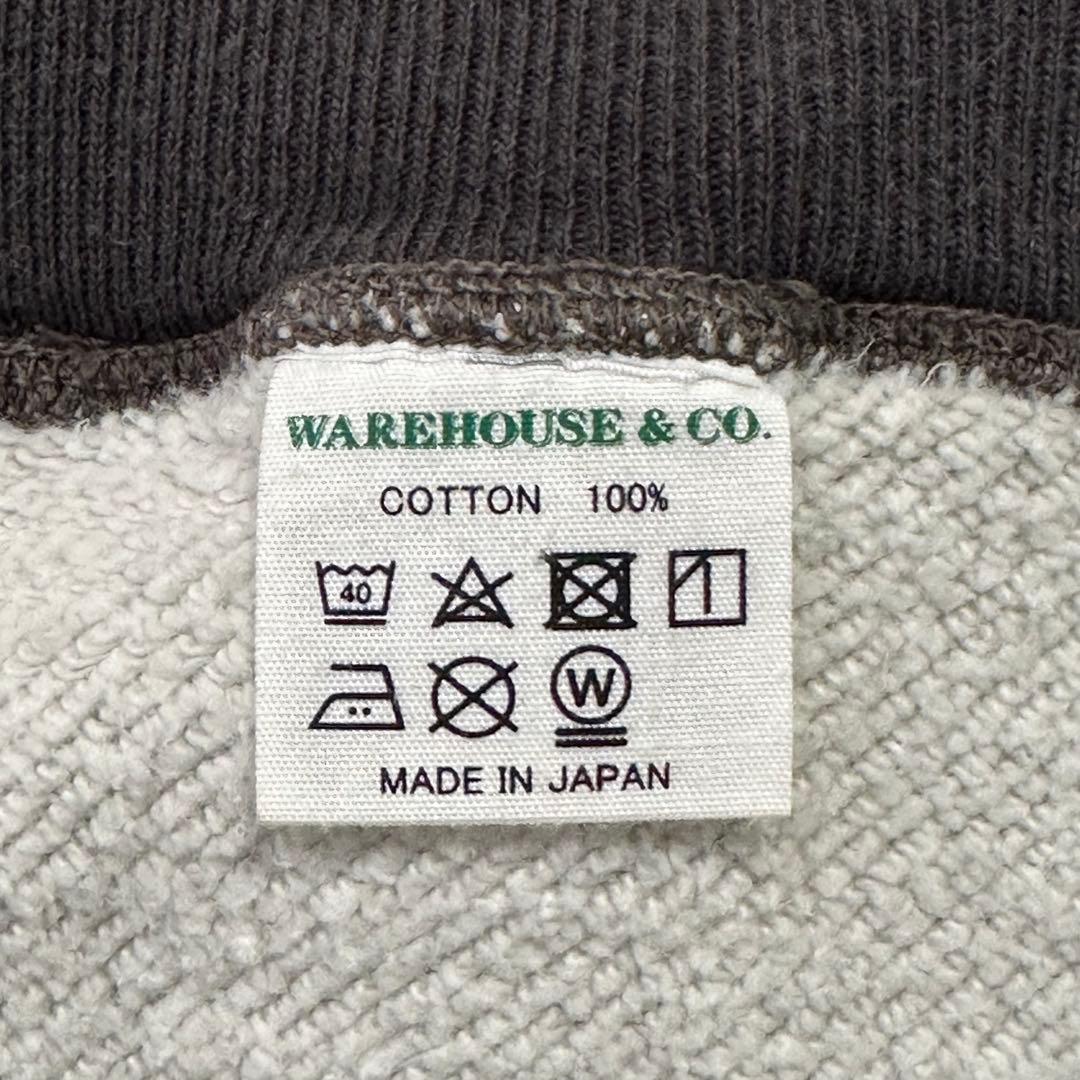 WAREHOUSE & CO.
COTTON 100%
40
W
MADE IN JAPAN